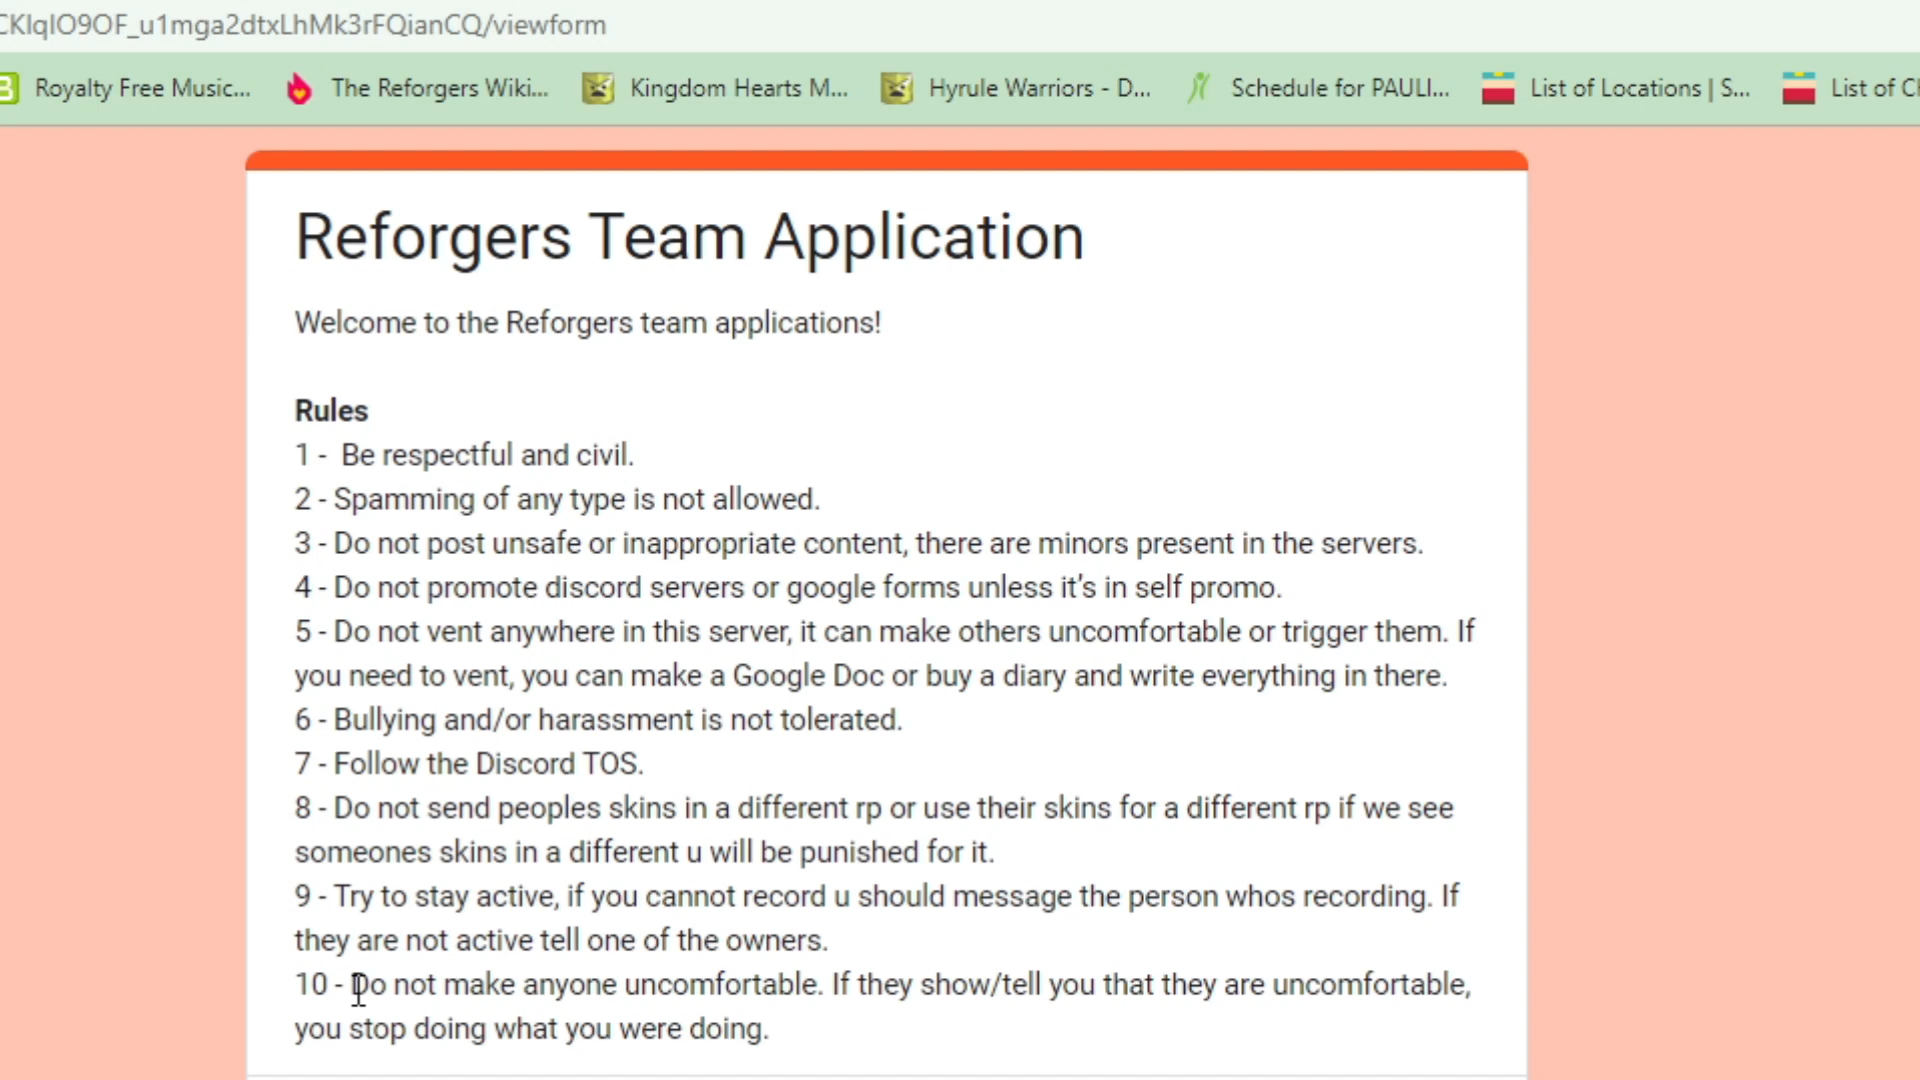 CKlqlO9OF_u1mga2dtxLhMk3rFQianCQ/viewform
Royalty Free Music... The Reforgers Wiki... Kingdom Hearts M... Hyrule Warriors - D... Schedule for PAULI... List of Locations | S... List of C
Reforgers Team Application
Welcome to the Reforgers team applications!
Rules
1 -  Be respectful and civil.
2 - Spamming of any type is not allowed.
3 - Do not post unsafe or inappropriate content, there are minors present in the servers.
4 - Do not promote discord servers or google forms unless it’s in self promo.
5 - Do not vent anywhere in this server, it can make others uncomfortable or trigger them. If
you need to vent, you can make a Google Doc or buy a diary and write everything in there.
6 - Bullying and/or harassment is not tolerated.
7 - Follow the Discord TOS.
8 - Do not send peoples skins in a different rp or use their skins for a different rp if we see
someones skins in a different u will be punished for it.
9 - Try to stay active, if you cannot record u should message the person whos recording. If
they are not active tell one of the owners.
10 - Do not make anyone uncomfortable. If they show/tell you that they are uncomfortable,
you stop doing what you were doing.